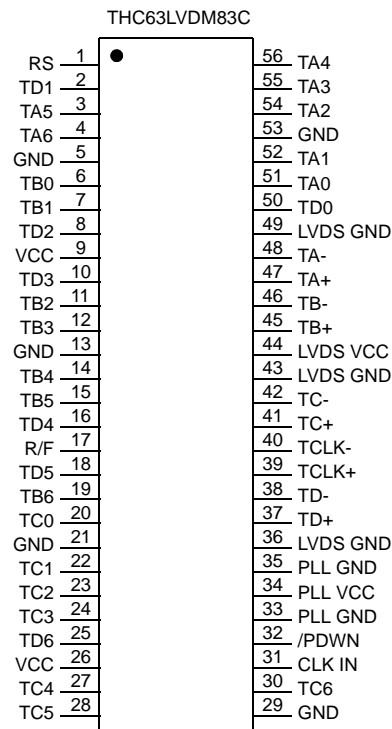 THC63LVDM83C
RS 1 56 TA4
TD1 2 55 TA3
TA5 3 54 TA2
TA6 4 53 GND
GND 5 52 TA1
TB0 6 51 TA0
TB1 7 50 TD0
TD2 8 49 LVDS GND
VCC 9 48 TA-
TD3 10 47 TA+
TB2 11 46 TB-
TB3 12 45 TB+
GND 13 44 LVDS VCC
TB4 14 43 LVDS GND
TB5 15 42 TC-
TD4 16 41 TC+
R/F 17 40 TCLK-
TD5 18 39 TCLK+
TB6 19 38 TD-
TC0 20 37 TD+
GND 21 36 LVDS GND
TC1 22 35 PLL GND
TC2 23 34 PLL VCC
TC3 24 33 PLL GND
TD6 25 32 /PDWN
VCC 26 31 CLK IN
TC4 27 30 TC6
TC5 28 29 GND